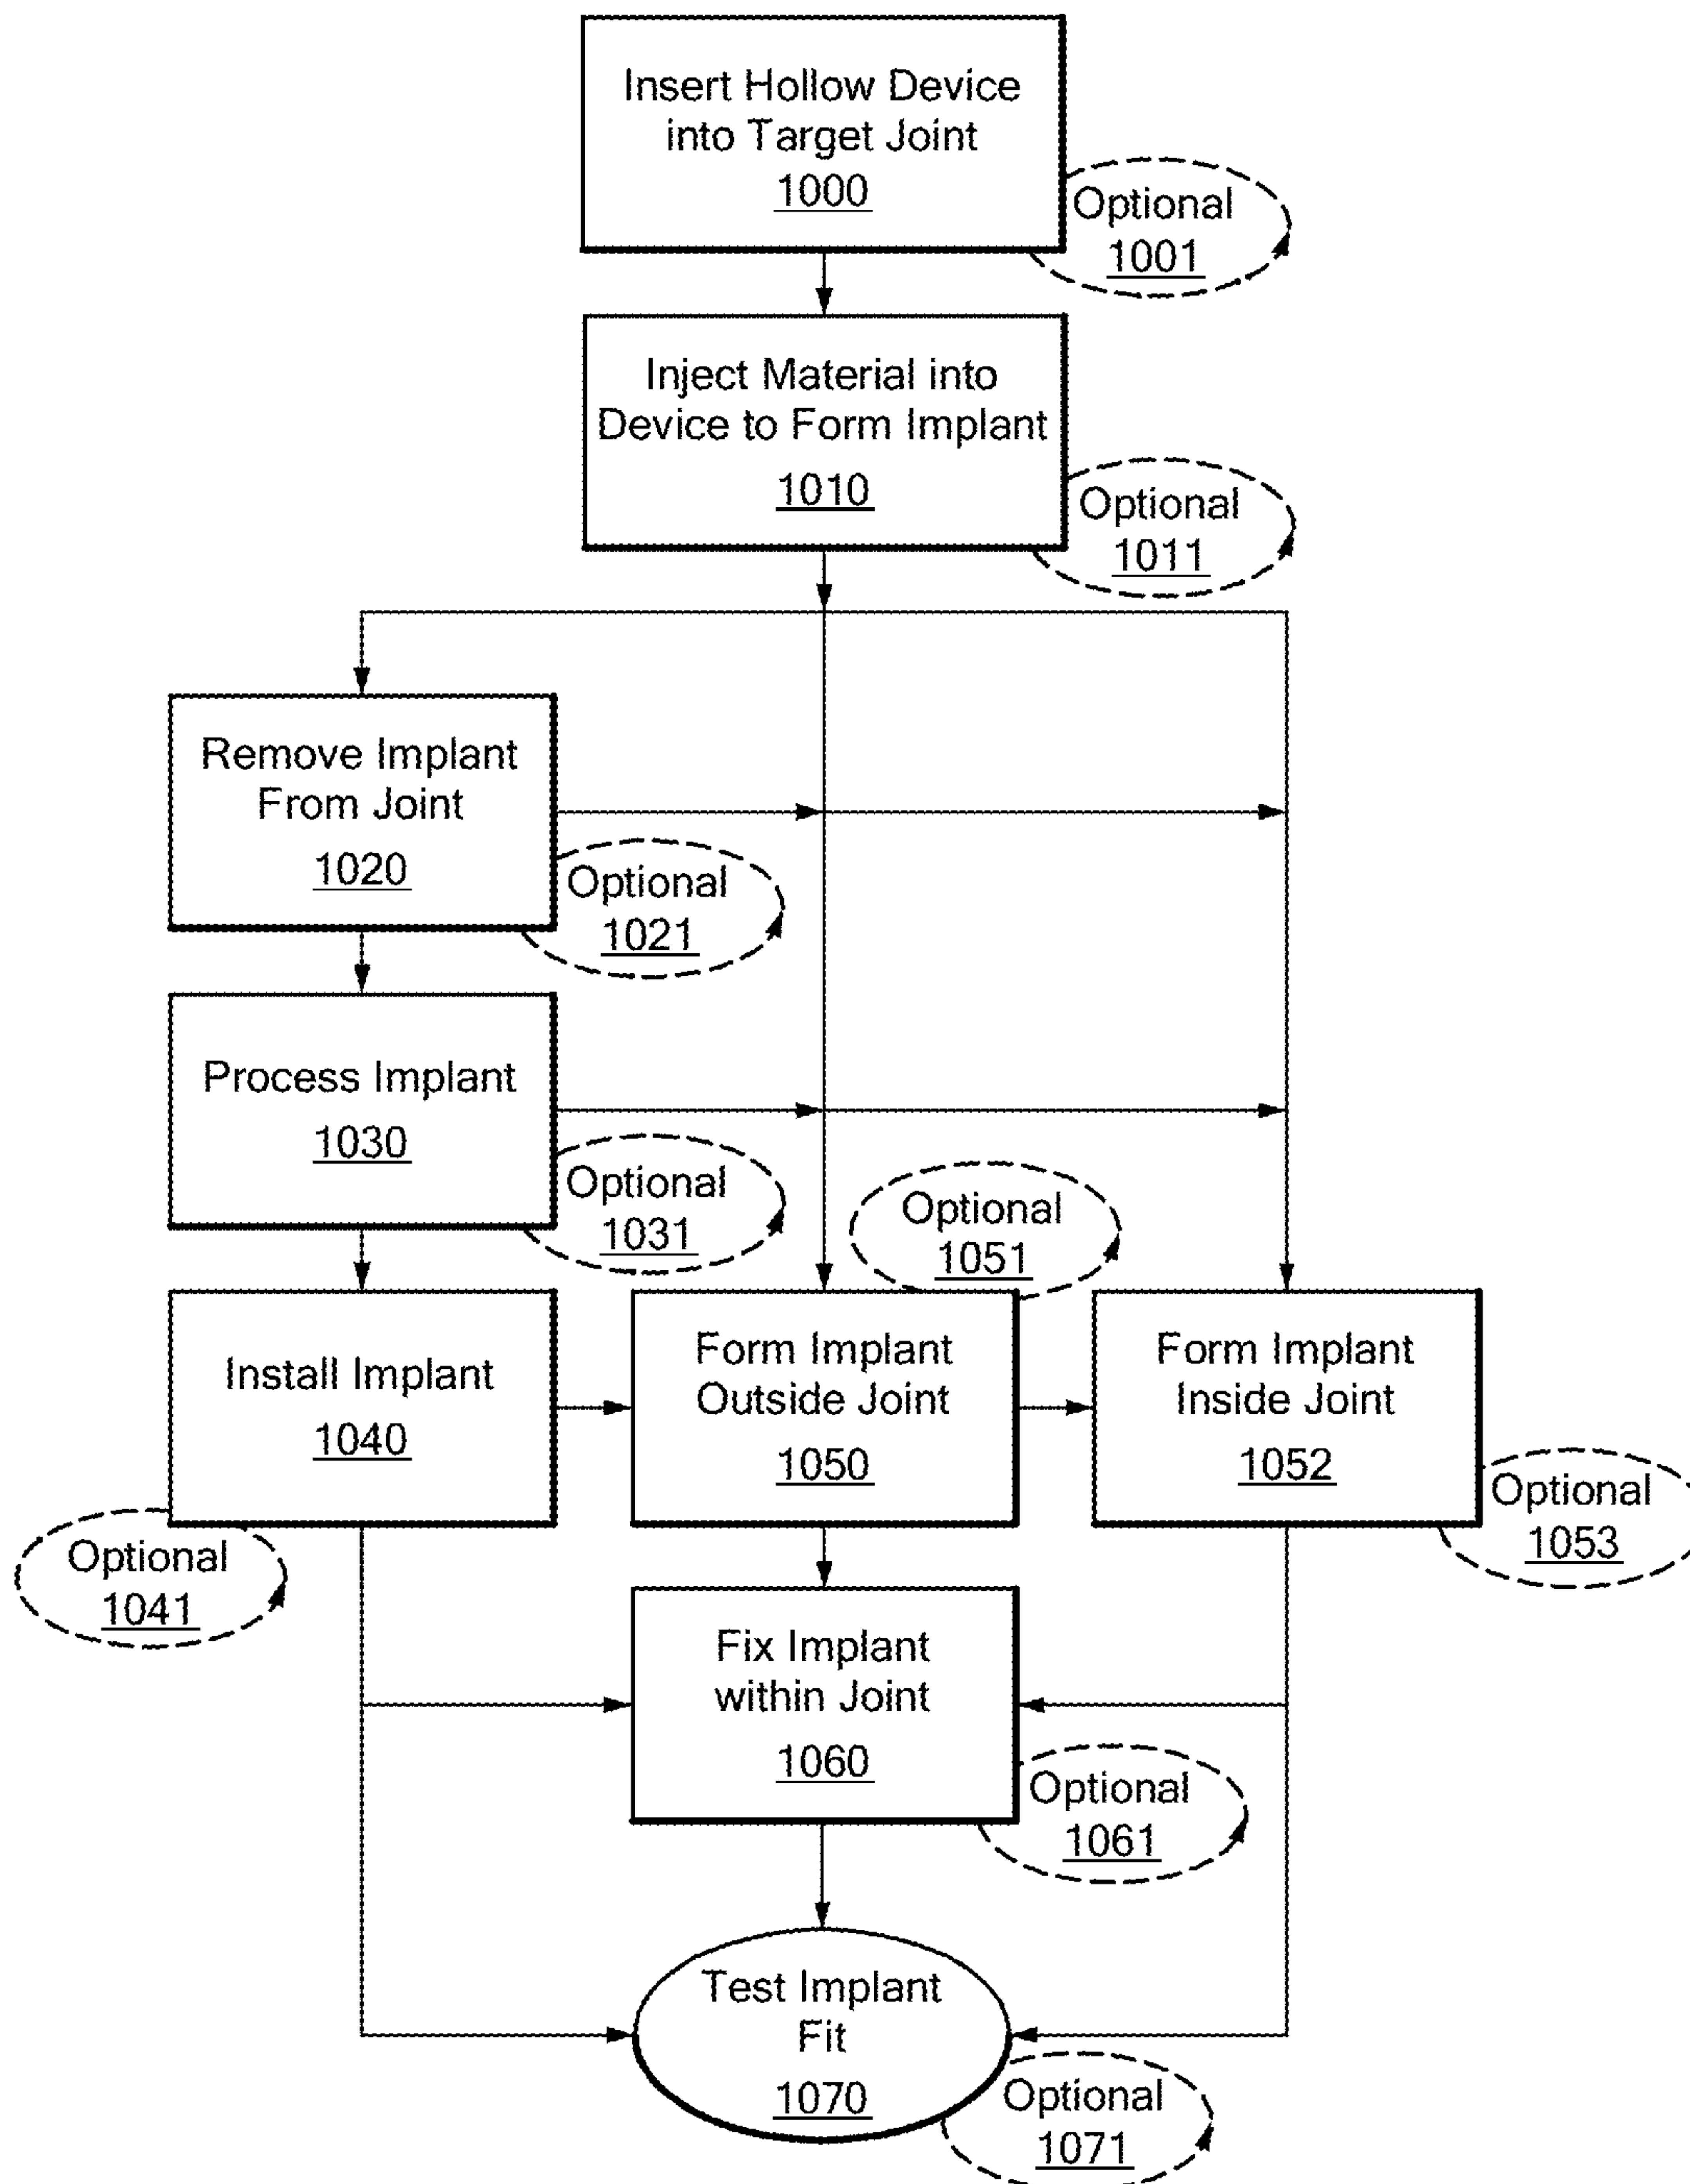 Insert Hollow Device
into Target Joint
1000
Optional
1001
Inject Material into
Device to Form Implant
1010
Optional
1011
Remove Implant
From Joint
1020
Optional
1021
Process Implant
1030
Optional
1031
Optional
1051
Install Implant
1040
Optional
1041
Form Implant
Outside Joint
1050
Form Implant
Inside Joint
1052
Optional
1053
Fix Implant
within Joint
1060
Optional
1061
Test Implant
Fit
1070
Optional
1071